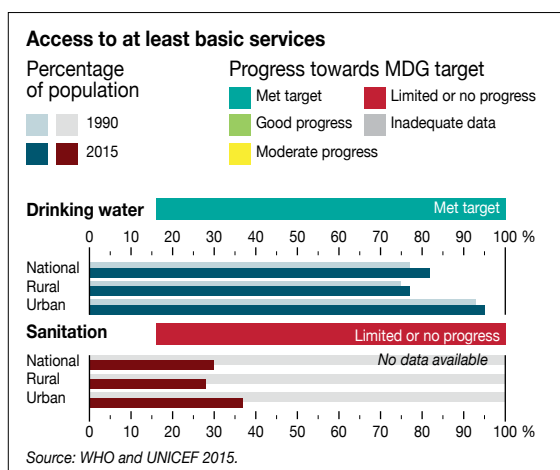 Access to at least basic services
Percentage
of population
1990
2015
Progress towards MDG target
Met target
Good progress
Moderate progress
Limited or no progress
Inadequate data
Drinking water
Met target
0 10 20 30 40 50 60 70 80 90 100 %
National
Rural
Urban
Sanitation
Limited or no progress
No data available
National
Rural
Urban
0 10 20 30 40 50 60 70 80 90 100 %
Source: WHO and UNICEF 2015.